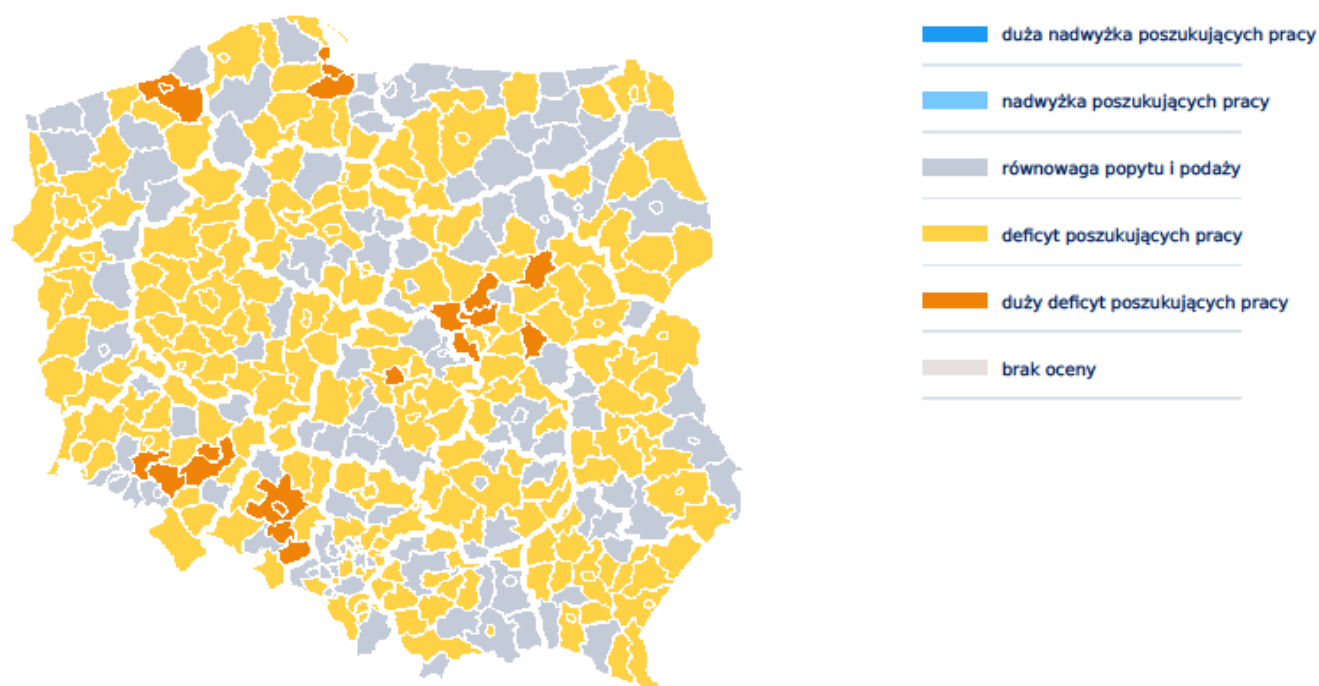 duża nadwyżka poszukujących pracy
nadwyżka poszukujących pracy
równowaga popytu i podaży
deficyt poszukujących pracy
duży deficyt poszukujących pracy
brak oceny